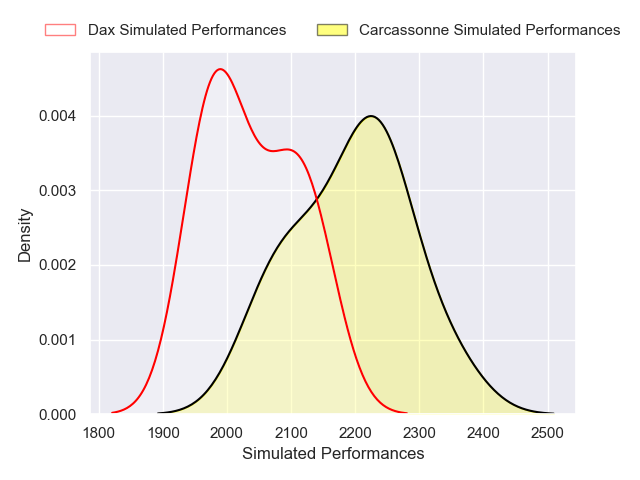 Dax Simulated Performances Carcassonne Simulated Performances
Density
0.004
0.003
0.002
0.001
0.000
1800 1900 2000 2100 2200 2300 2400 2500
Simulated Performances